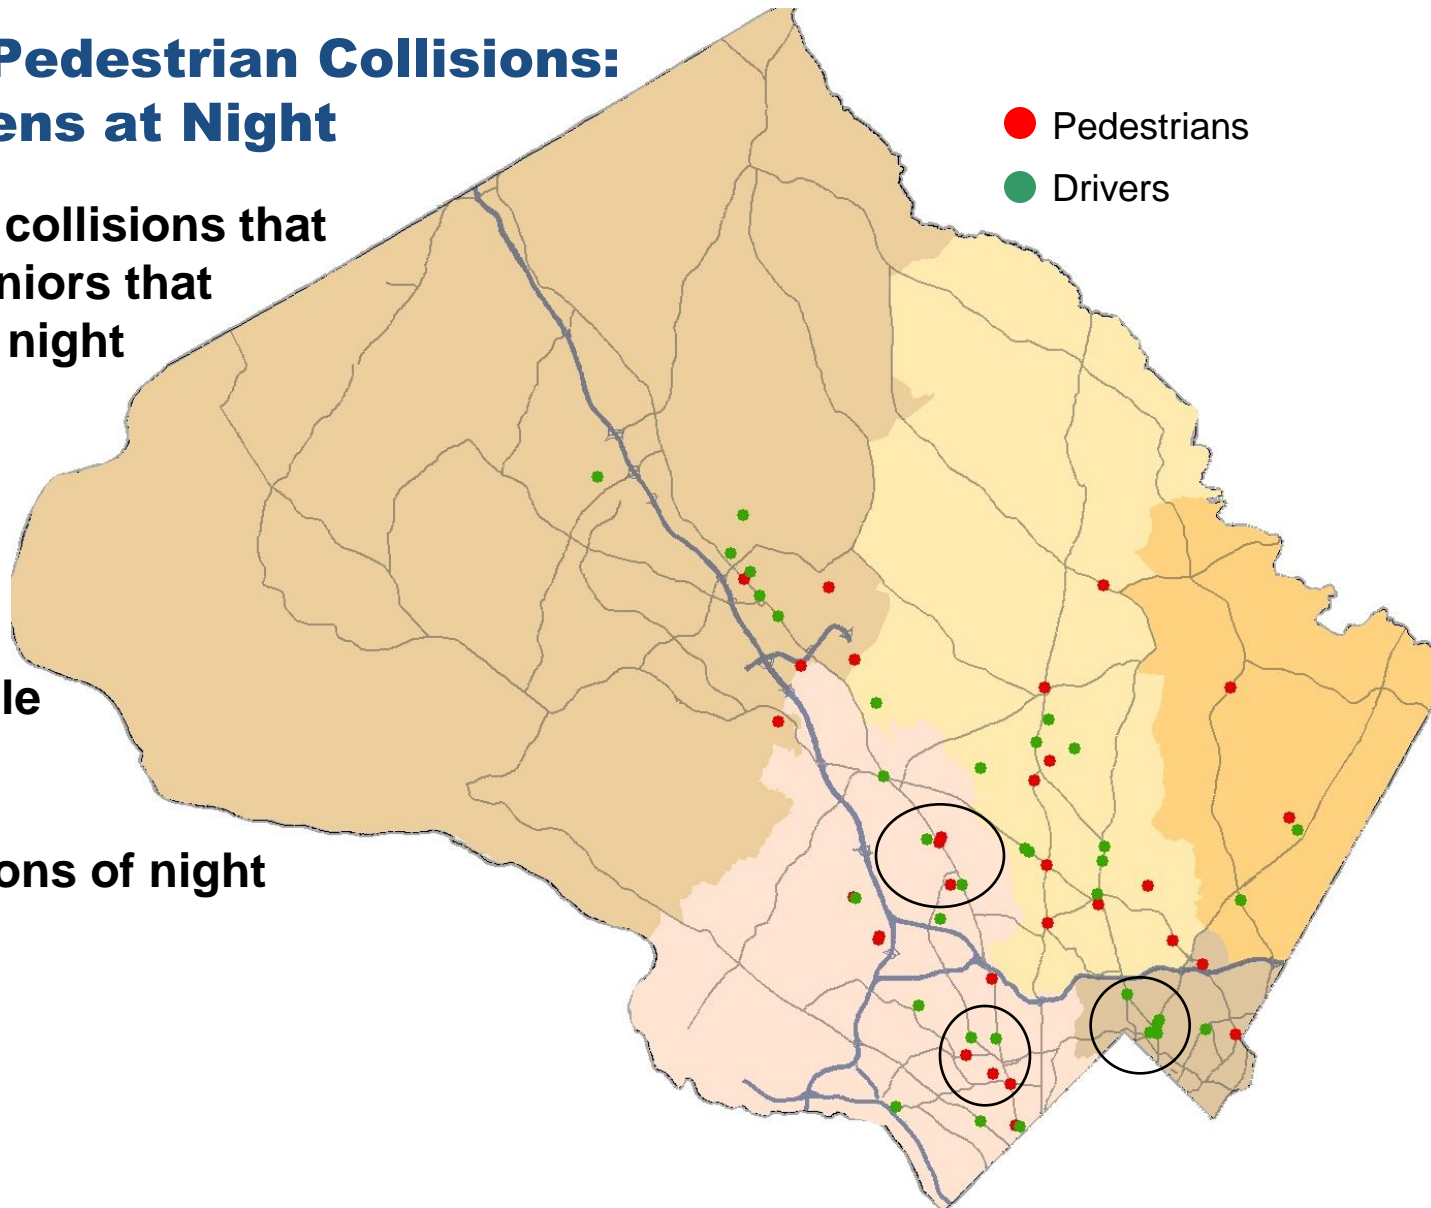 Pedestrian Collisions:
ens at Night
Pedestrians
Drivers
collisions that
niors that
night
le
ons of night